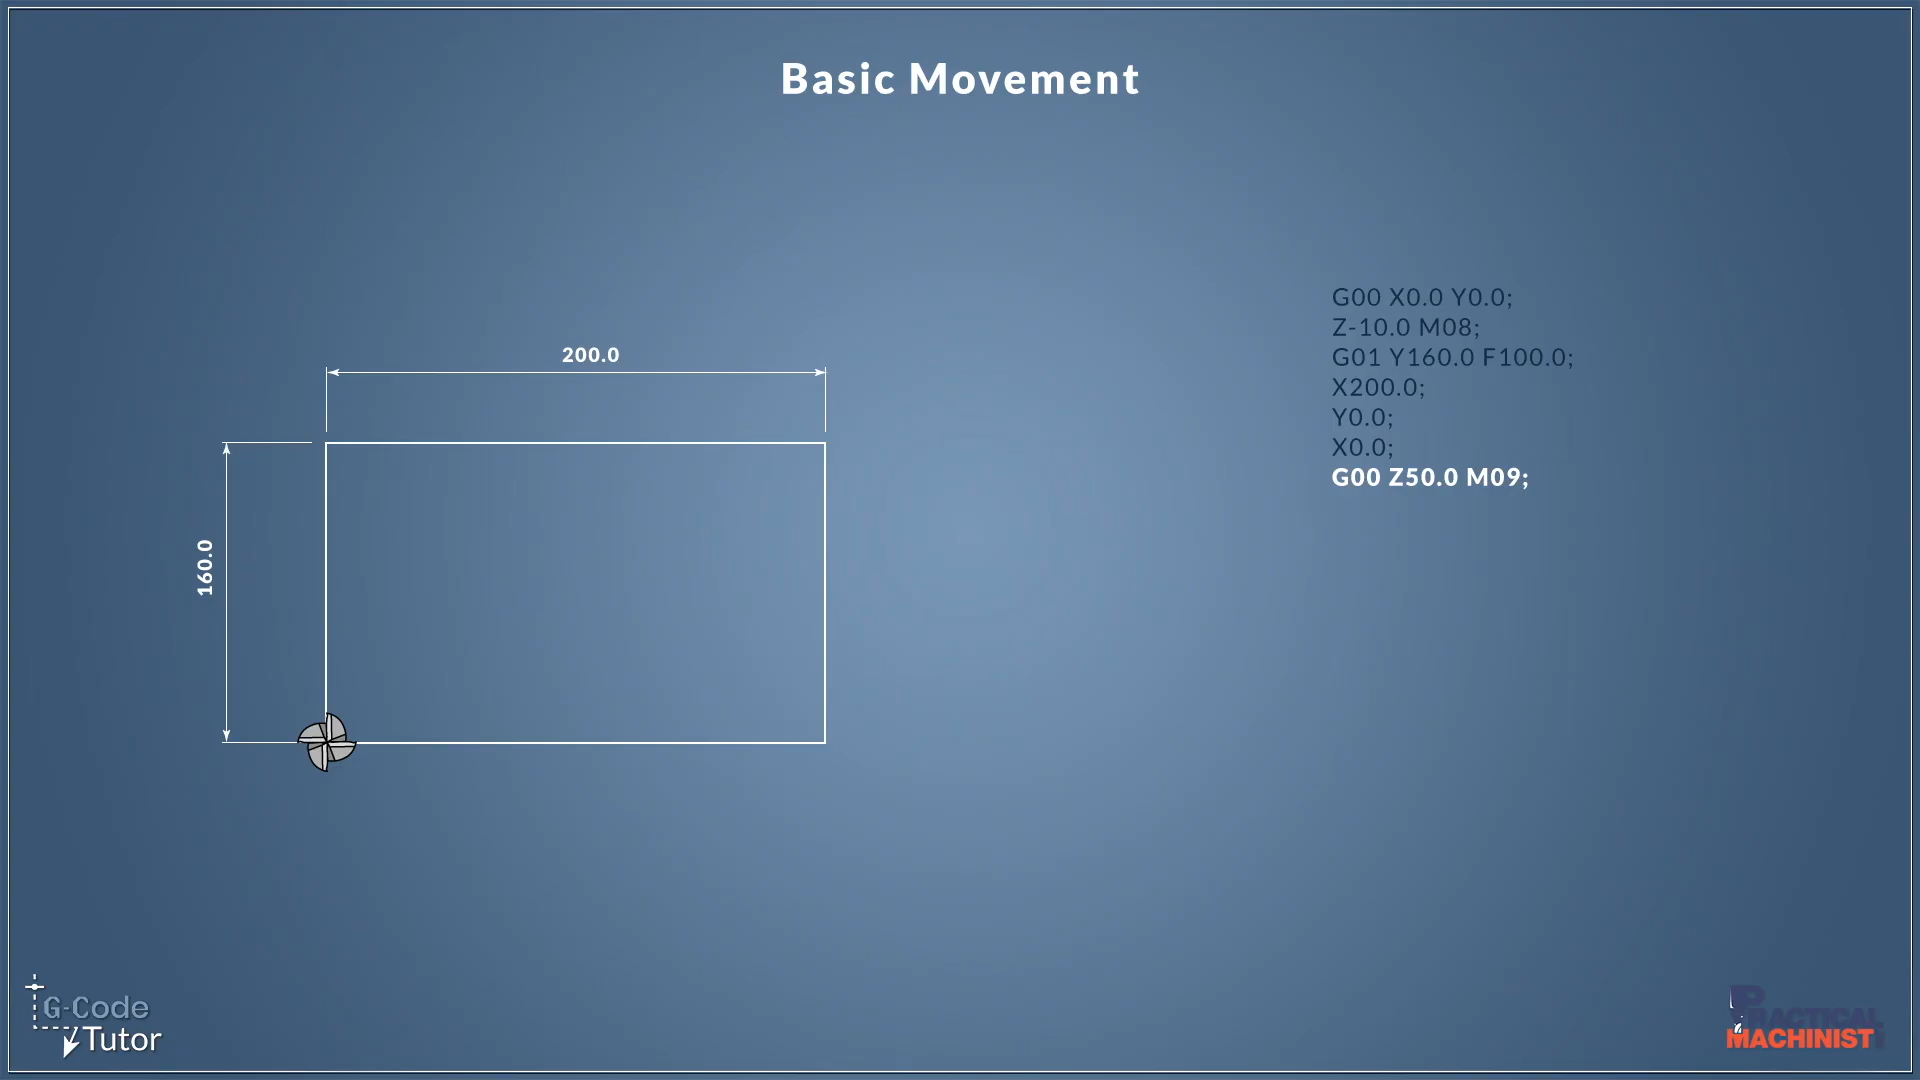 Basic Movement
200.0
160.0
G00 X0.0 Y0.0;
Z-10.0 M08;
G01 Y160.0 F100.0;
X200.0;
Y0.0;
X0.0;
G00 Z50.0 M09;
G-Code
Tutor
PRACTICAL
MACHINIST